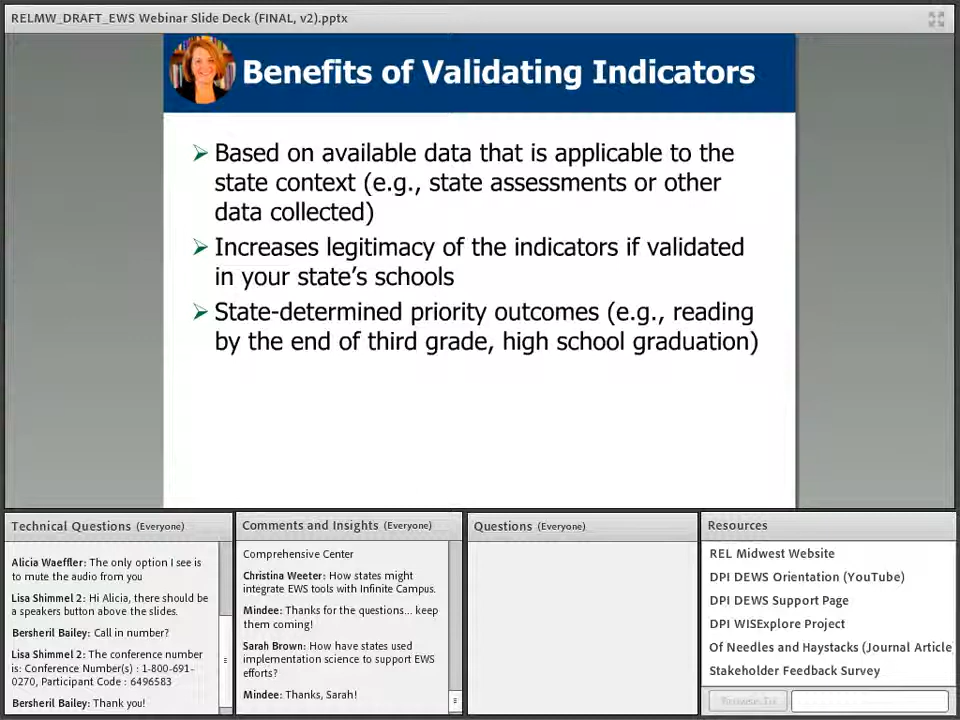 RELMW_DRAFT_EWS Webinar Slide Deck (FINAL, v2).pptx
Benefits of Validating Indicators
Based on available data that is applicable to the
state context (e.g., state assessments or other
data collected)
Increases legitimacy of the indicators if validated
in your state's schools
State-determined priority outcomes (e.g., reading
by the end of third grade, high school graduation)
Technical Questions (Everyone)
Alicia Waeffler: The only option I see is
to mute the audio from you
Lisa Shimmel 2: Hi Alicia, there should be
a speakers button above the slides.
Bersheril Bailey: Call in number?
Lisa Shimmel 2: The conference number
is: Conference Number(s) : 1-800-691-
0270, Participant Code : 6496583
Bersheril Bailey: Thank you!
Comments and Insights (Everyone)
Comprehensive Center
Christina Weeter: How states might
integrate EWS tools with Infinite Campus.
Mindee: Thanks for the questions... keep
them coming!
Sarah Brown: How have states used
implementation science to support EWS
efforts?
Mindee: Thanks, Sarah!
Questions (Everyone)
Resources
REL Midwest Website
DPI DEWS Orientation (YouTube)
DPI DEWS Support Page
DPI WISExplore Project
Of Needles and Haystacks (Journal Article
Stakeholder Feedback Survey